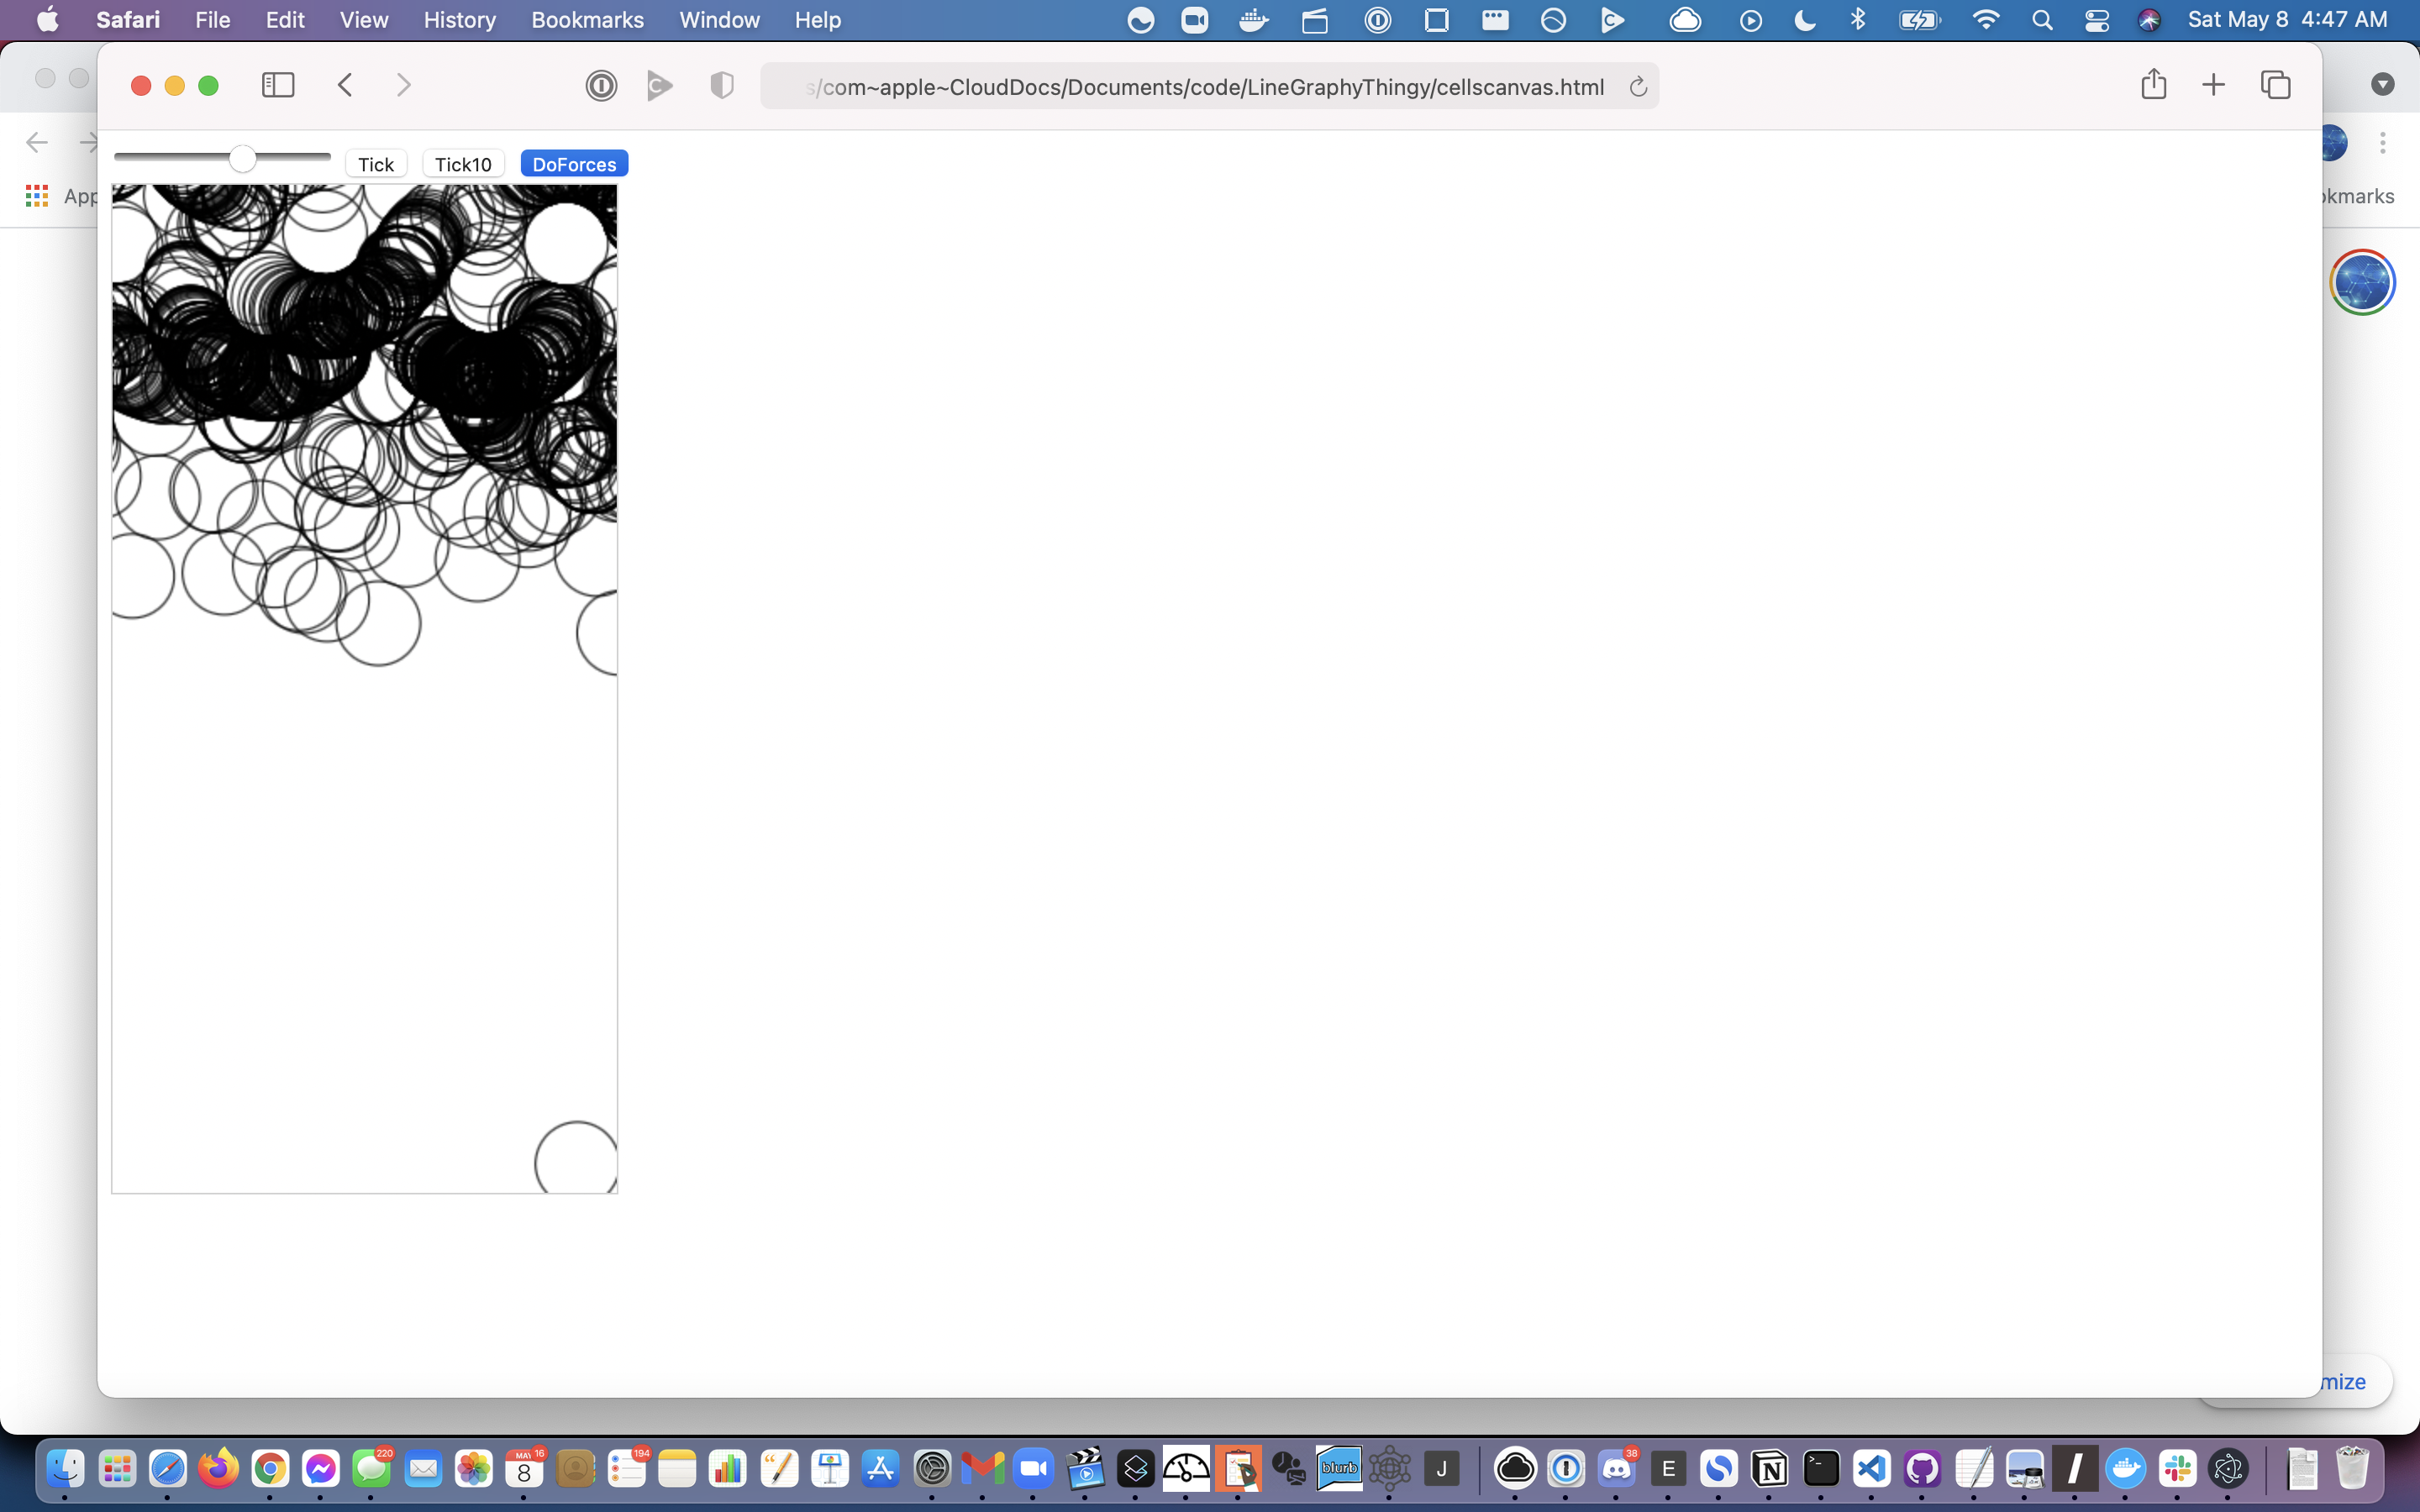 Safari File Edit View History Bookmarks Window Help Sat May 8 4:47 AM
s/com~apple~CloudDocs/Documents/code/LineGraphyThingy/cellscanvas.html
Tick Tick10 DoForces
App
okmarks
mize
220
MAY 16
8
194
blurb
J
38
E
N